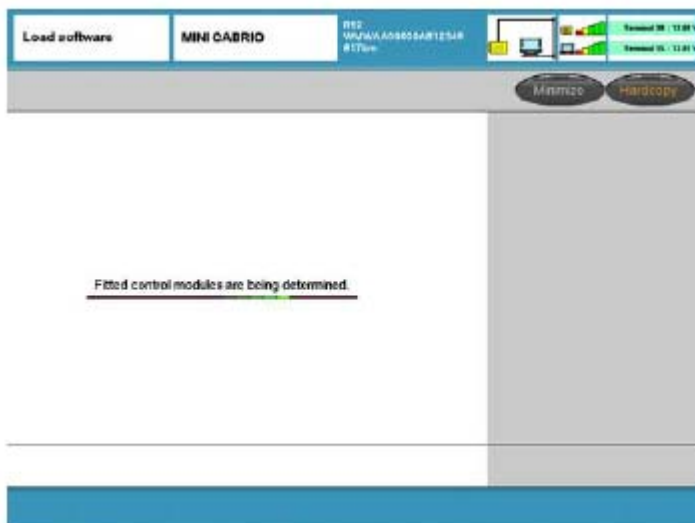 Load software
MINI CABRIO
Minimize
Hardcopy
Fitted control modules are being determined.